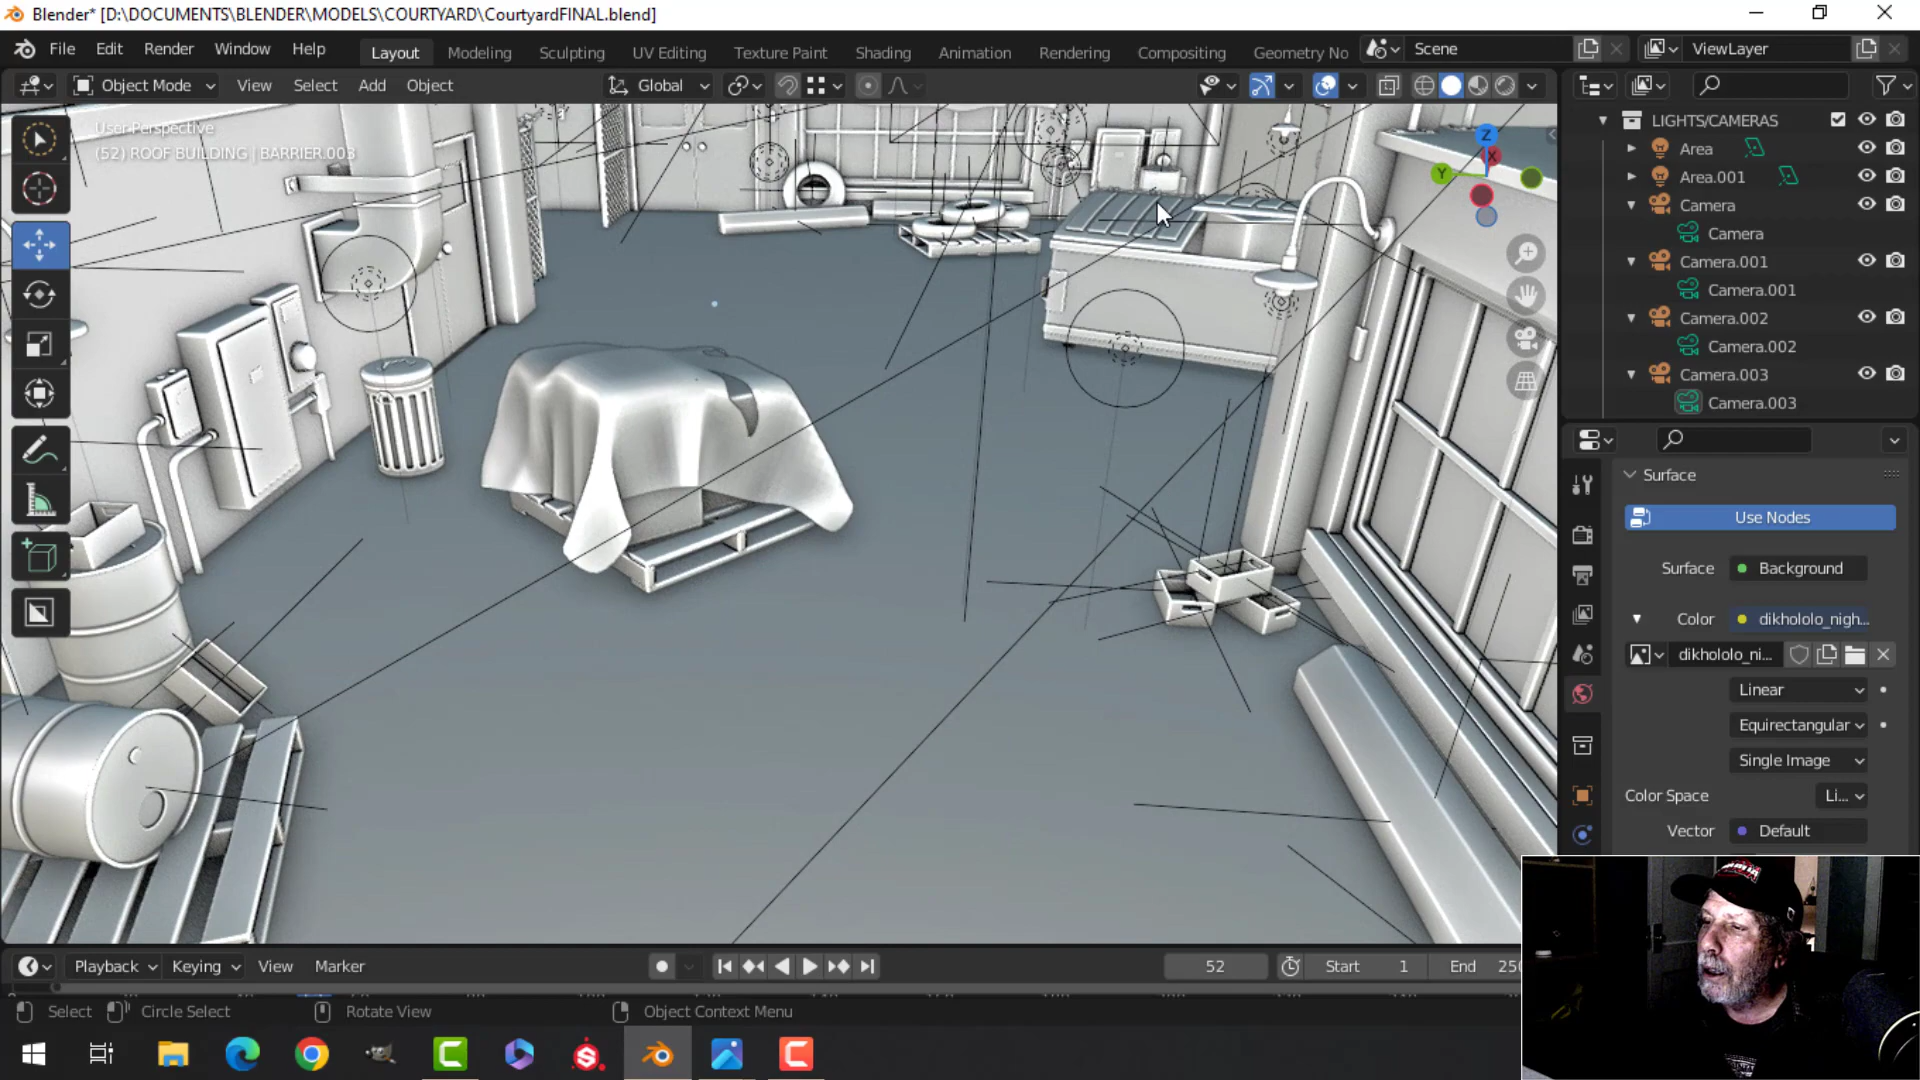 Blender* [D:\DOCUMENTS\BLENDER\MODELS\COURTYARD\CourtyardFINAL.blend]
File Edit Render Window Help Layout Modeling Sculpting UV Editing Texture Paint Shading Animation Rendering Compositing Geometry No Scene ViewLayer
Object Mode View Select Add Object Global
User Perspective
(52) ROOF BUILDING | BARRIER.003
Z
X
Y
LIGHTS/CAMERAS
Area
Area.001
Camera
Camera
Camera.001
Camera.001
Camera.002
Camera.002
Camera.003
Camera.003
Surface
Use Nodes
Surface Background
Color dikhololo_nigh...
dikhololo_ni...
Linear
Equirectangular
Single Image
Color Space Li...
Vector Default
Playback Keying View Marker 52 Start 1 End 250
Select Circle Select Rotate View Object Context Menu